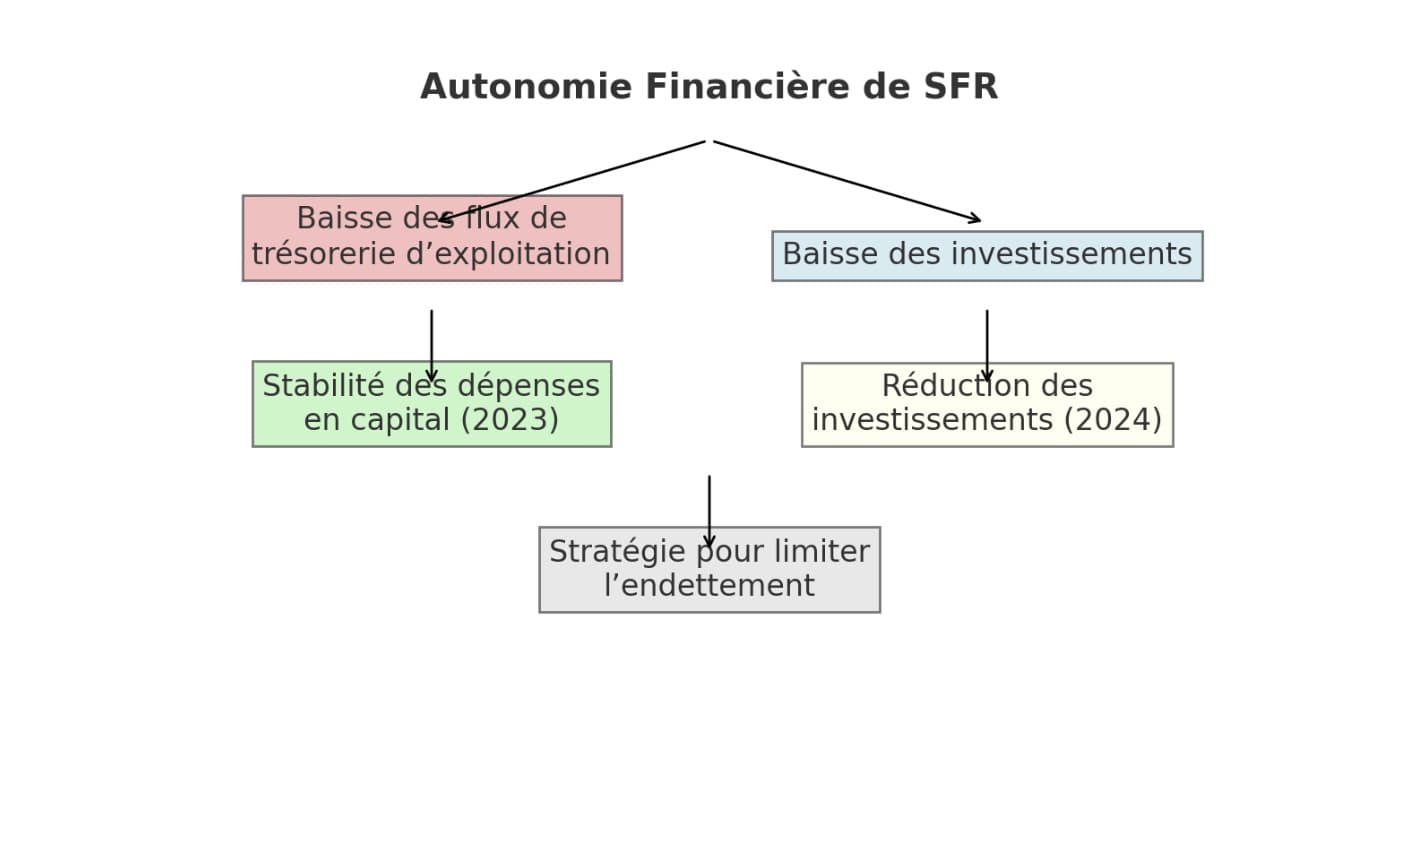 Autonomie Financière de SFR
Baisse des flux de
trésorerie d’exploitation
Baisse des investissements
Stabilité des dépenses
en capital (2023)
Réduction des
investissements (2024)
Stratégie pour limiter
l’endettement